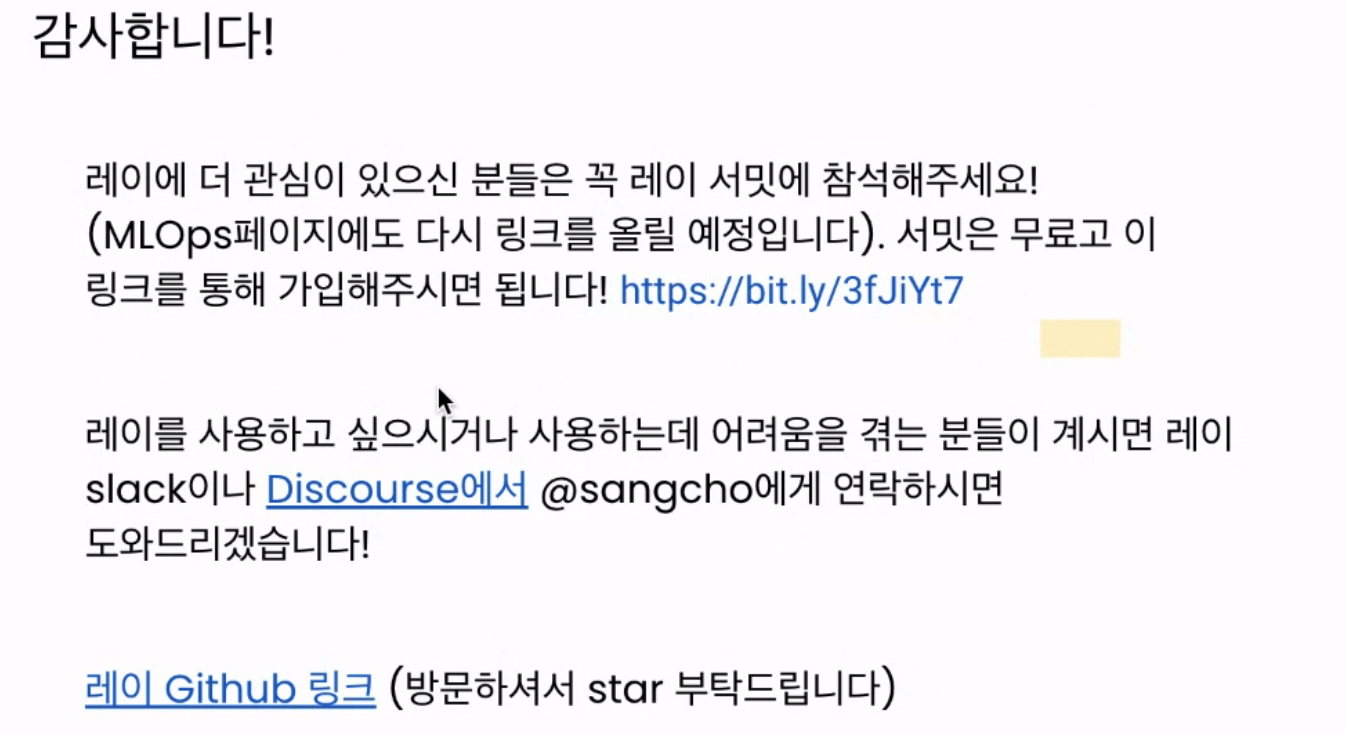 감사합니다!
레이에 더 관심이 있으신 분들은 꼭 레이 서밋에 참석해주세요!
(MLOps페이지에도 다시 링크를 올릴 예정입니다). 서밋은 무료고 이
링크를 통해 가입해주시면 됩니다! https://bit.ly/3fJiYt7
레이를 사용하고 싶으시거나 사용하는데 어려움을 겪는 분들이 계시면 레이
slack이나 Discourse에서 @sangcho에게 연락하시면
도와드리겠습니다!
레이 Github 링크 (방문하셔서 star 부탁드립니다)